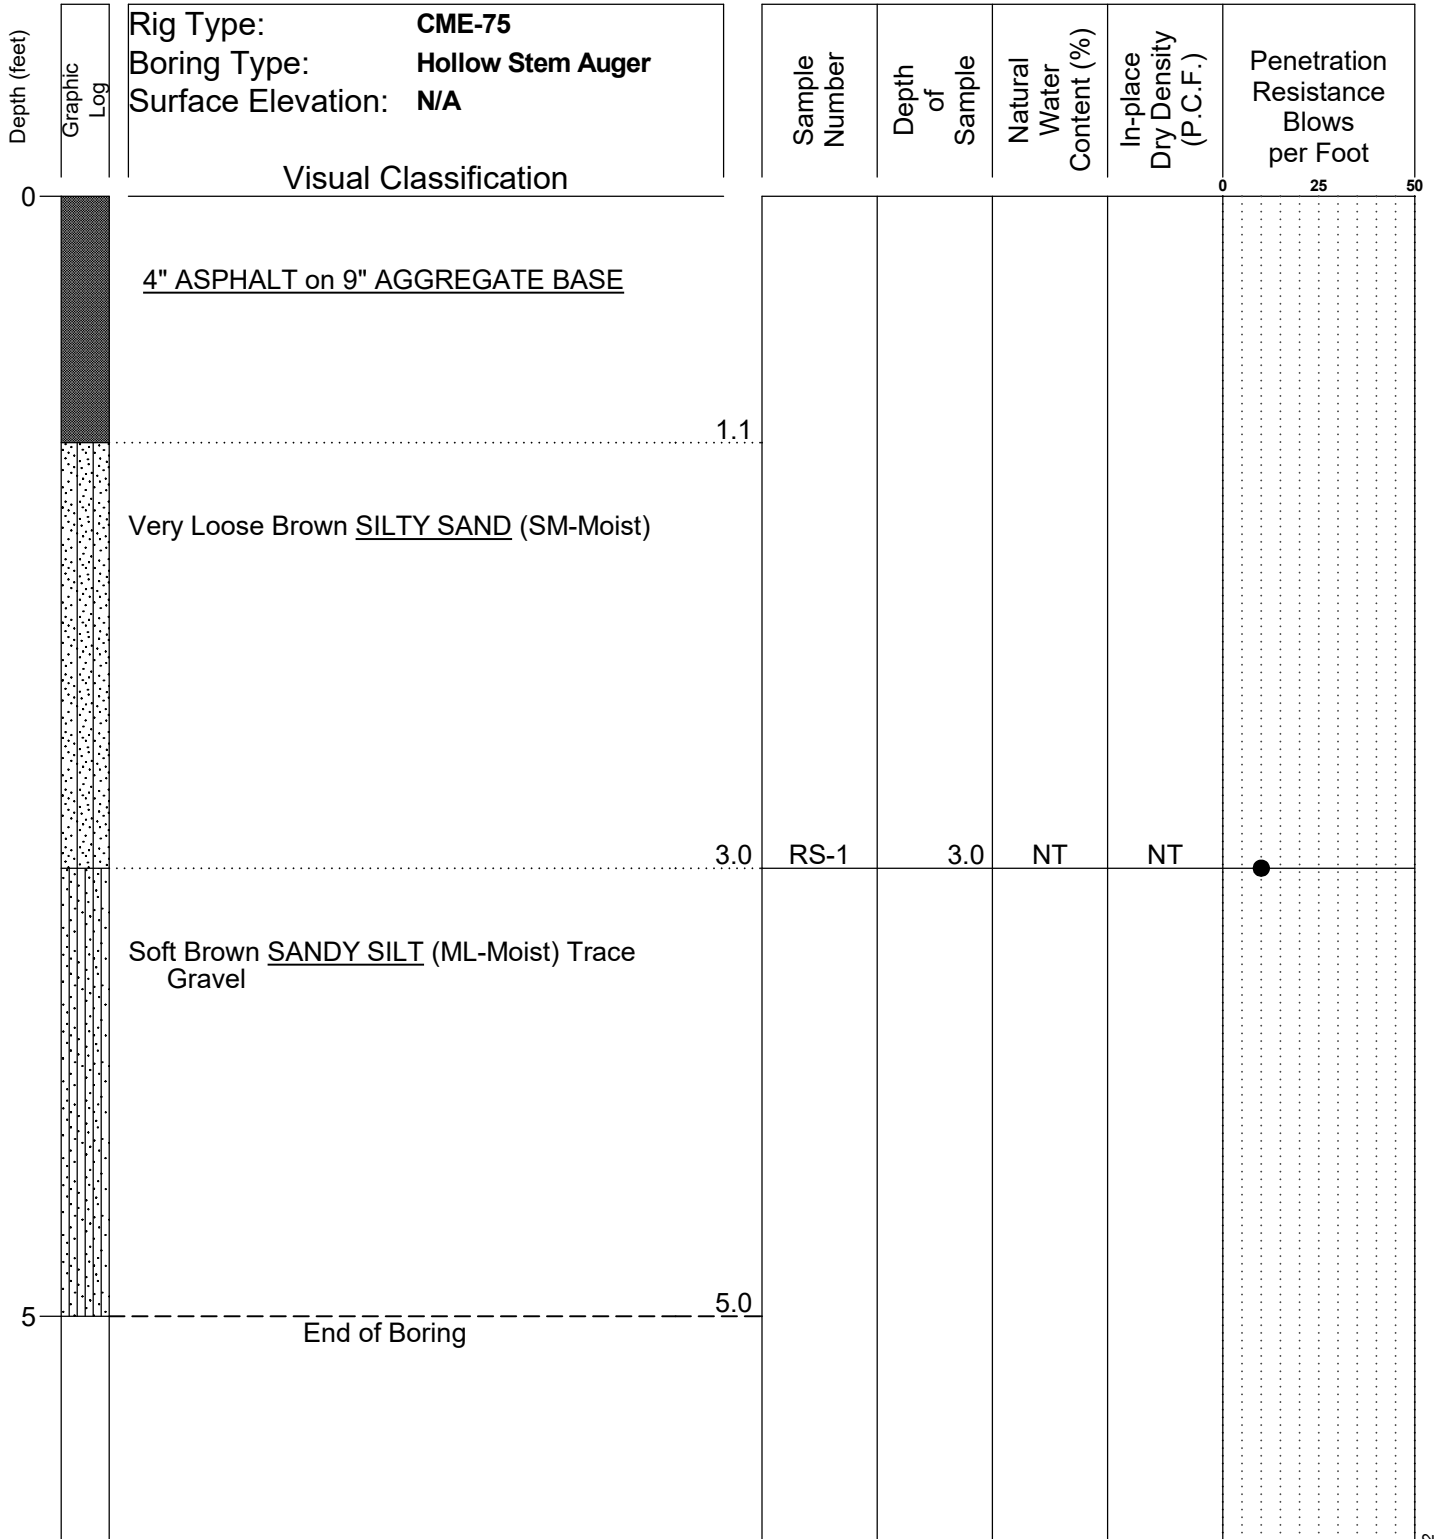 Depth (feet)
Graphic
Log
Rig Type: CME-75
Boring Type: Hollow Stem Auger
Surface Elevation: N/A
Visual Classification
Sample
Number
Depth
of
Sample
Natural
Water
Content (%)
In-place
Dry Density
(P.C.F.)
Penetration
Resistance
Blows
per Foot
0 25 50
0
4" ASPHALT on 9" AGGREGATE BASE
1.1
Very Loose Brown SILTY SAND (SM-Moist)
3.0 RS-1 3.0 NT NT
Soft Brown SANDY SILT (ML-Moist) Trace
Gravel
5 5.0
End of Boring